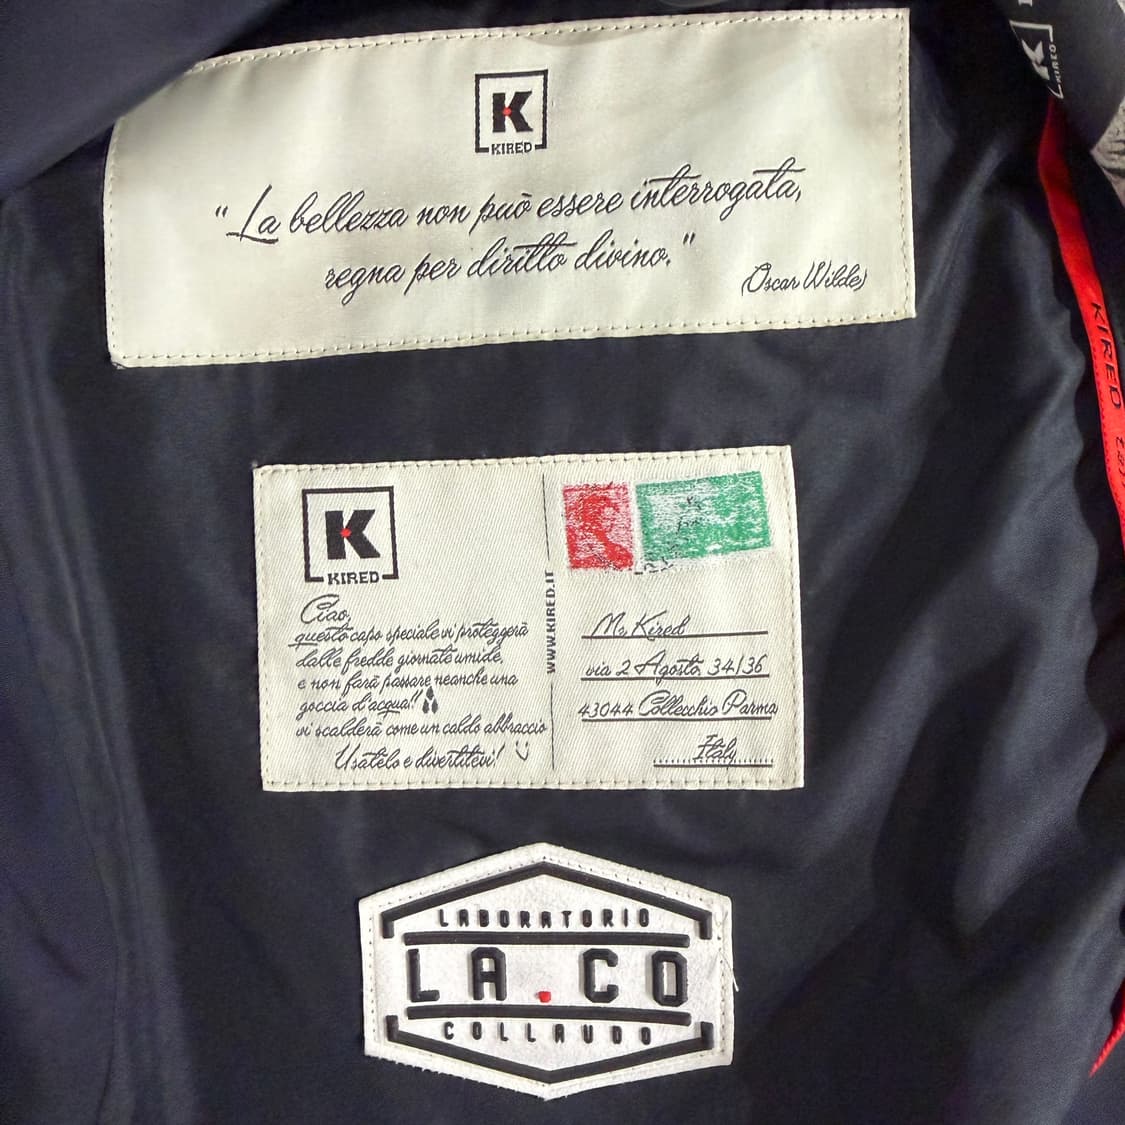 K
KIRED
"La bellezza non può essere interrogata,
regna per diritto divino."
Oscar Wilde
K
KIRED
Ciao,
questo capo speciale vi proteggerà
dalle fredde giornate umide,
e non farà passare neanche una
goccia d'acqua!!
vi scalderà come un caldo abbraccio
Usatelo e divertitevi!
WWW.KIRED.IT
Mr Kired
via 2 Agosto, 34/36
43044 Collecchio Parma
Italy
LABORATORIO
LA.CO
COLLAUDO
K
KIRED
KIRED